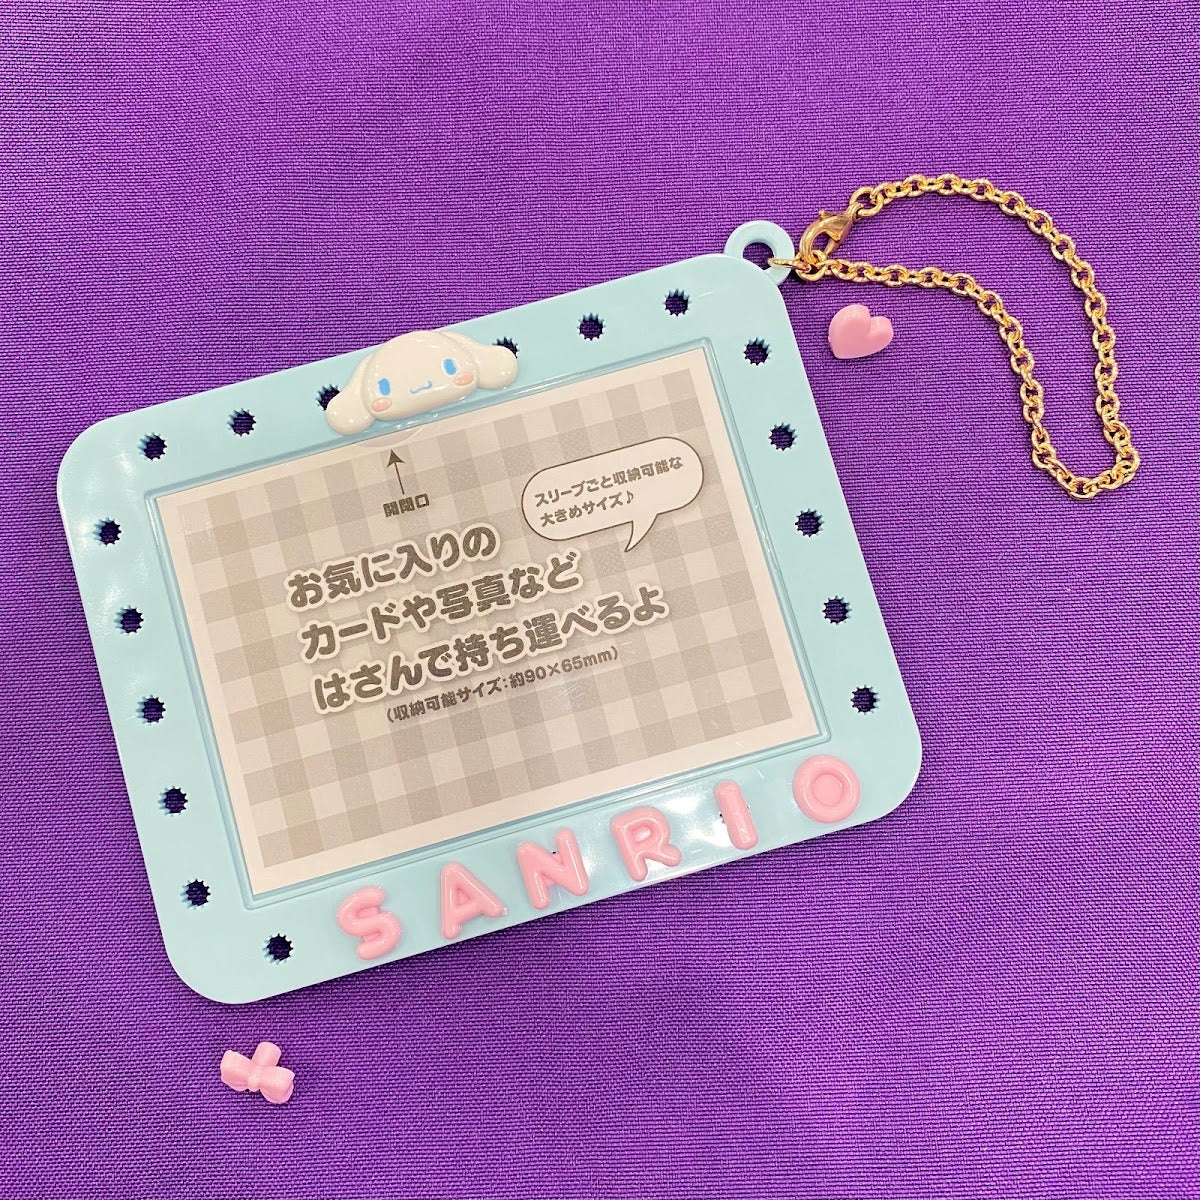 開閉口
スリーブごと収納可能な
大きめサイズ♪
お気に入りの
カードや写真など
はさんで持ち運べるよ
(収納可能サイズ:約90×65mm)
SANRIO